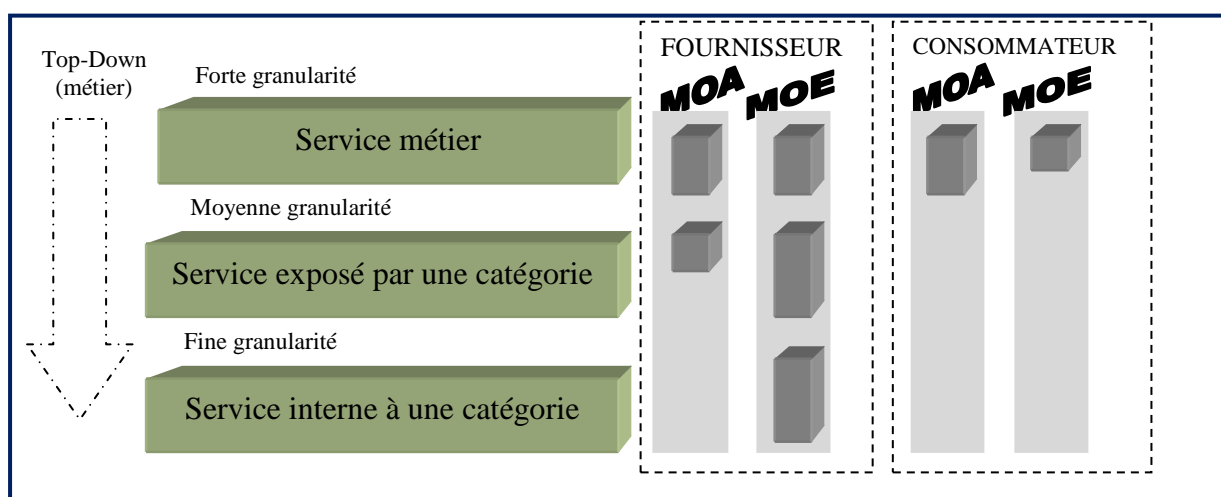 Top-Down
(métier)
Forte granularité
Service métier
Moyenne granularité
Service exposé par une catégorie
Fine granularité
Service interne à une catégorie
FOURNISSEUR
MOA
MOE
CONSOMMATEUR
MOA
MOE